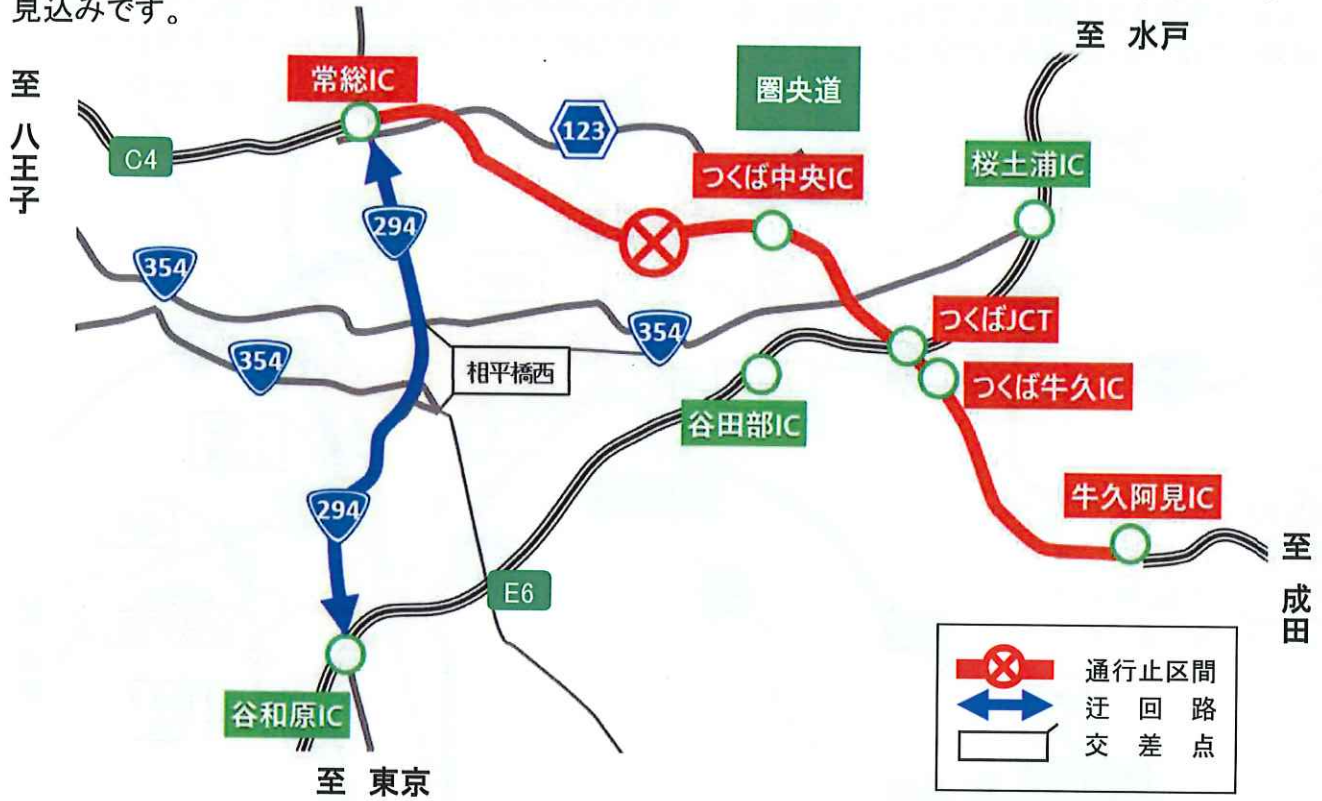 見込みです。
至 水戸
至 八王子
常総IC
圏央道
C4
123
つくば中央IC
桜土浦IC
294
354
つくばJCT
354
354
相平橋西
つくば牛久IC
谷田部IC
294
牛久阿見IC
E6
至 成田
谷和原IC
通行止区間
迂回路
交差点
至 東京